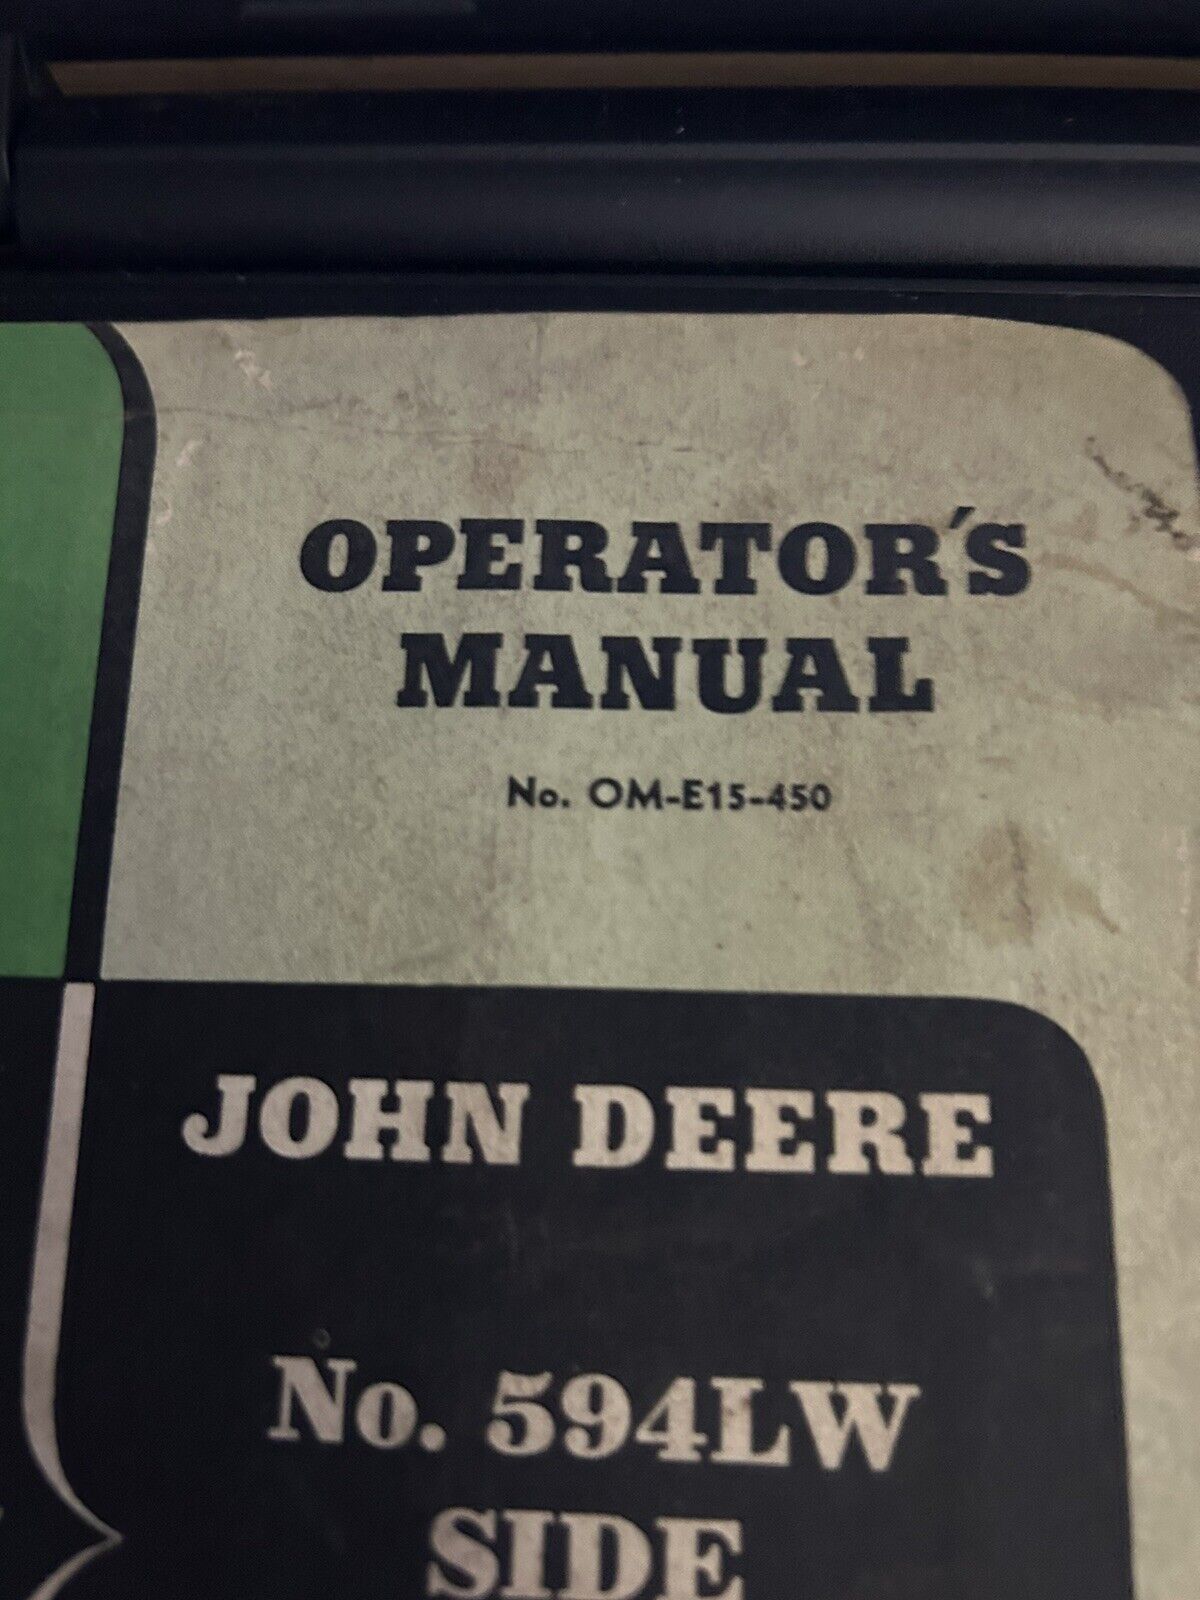 OPERATOR'S
MANUAL
No. OM-E15-450
JOHN DEERE
No. 594LW
SIDE